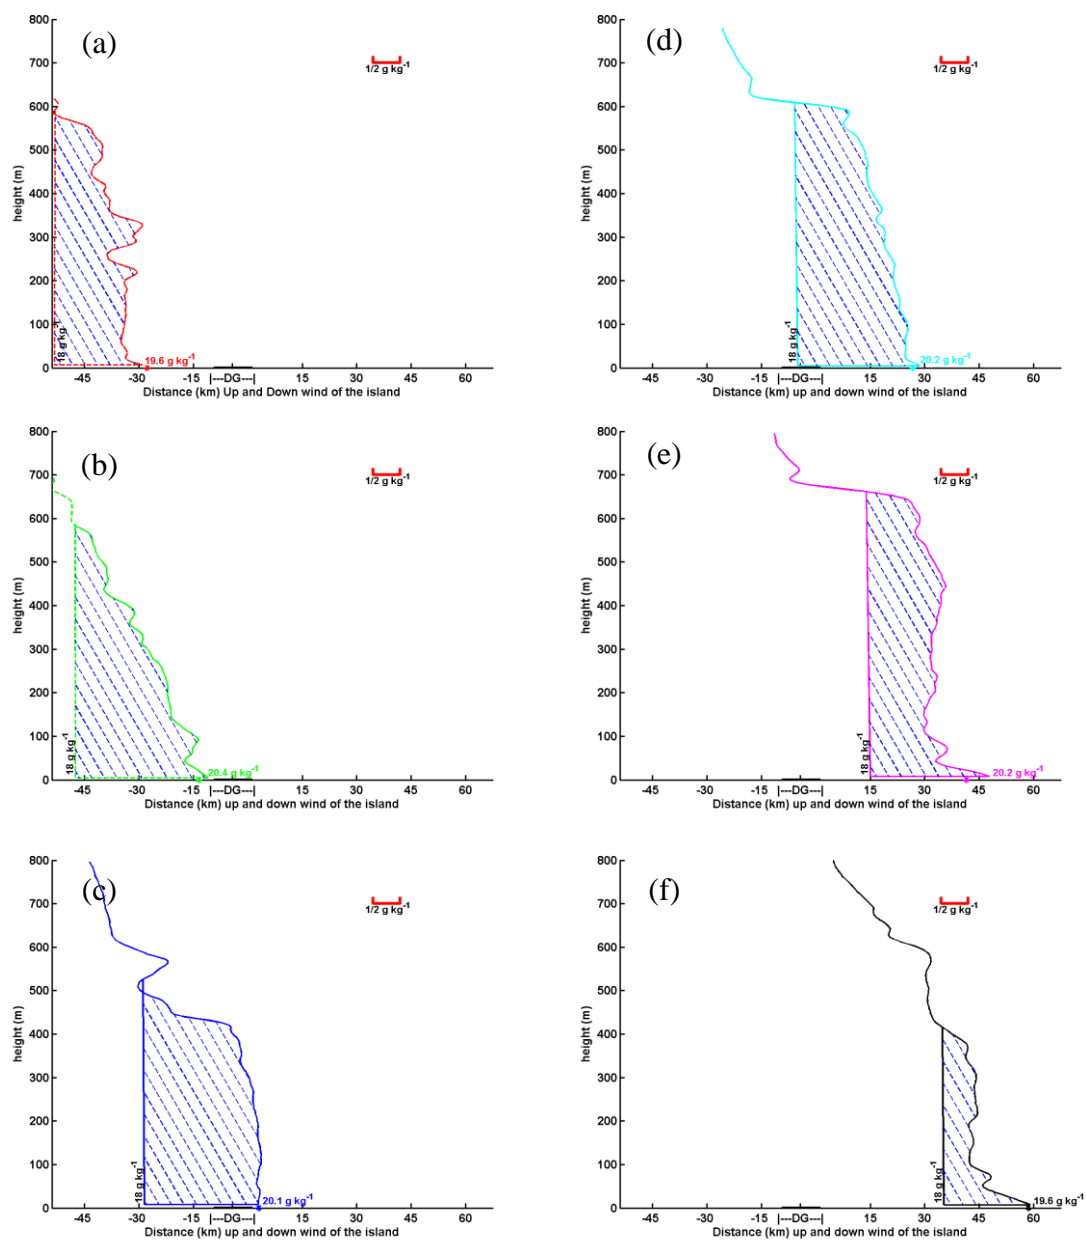 (a)
800
700
600
500
400
300
200
100
0
height (m)
1/2 g kg-1
18 g kg-1
19.6 g kg-1
-45 -30 -15 |---DG---| 15 30 45 60
Distance (km) Up and Down wind of the island
(d)
800
700
600
500
400
300
200
100
0
height (m)
1/2 g kg-1
18 g kg-1
20.2 g kg-1
-45 -30 -15 |---DG---| 15 30 45 60
Distance (km) up and down wind of the island
(b)
800
700
600
500
400
300
200
100
0
height (m)
1/2 g kg-1
18 g kg-1
20.4 g kg-1
-45 -30 -15 |---DG---| 15 30 45 60
Distance (km) up and down wind of the island
(e)
800
700
600
500
400
300
200
100
0
height (m)
1/2 g kg-1
18 g kg-1
20.2 g kg-1
-45 -30 -15 |---DG---| 15 30 45 60
Distance (km) up and down wind of the island
(c)
800
700
600
500
400
300
200
100
0
height (m)
1/2 g kg-1
18 g kg-1
20.1 g kg-1
-45 -30 -15 |---DG---| 15 30 45 60
Distance (km) up and down wind of the island
(f)
800
700
600
500
400
300
200
100
0
height (m)
1/2 g kg-1
18 g kg-1
19.6 g kg-1
-45 -30 -15 |---DG---| 15 30 45 60
Distance (km) up and down wind of the island